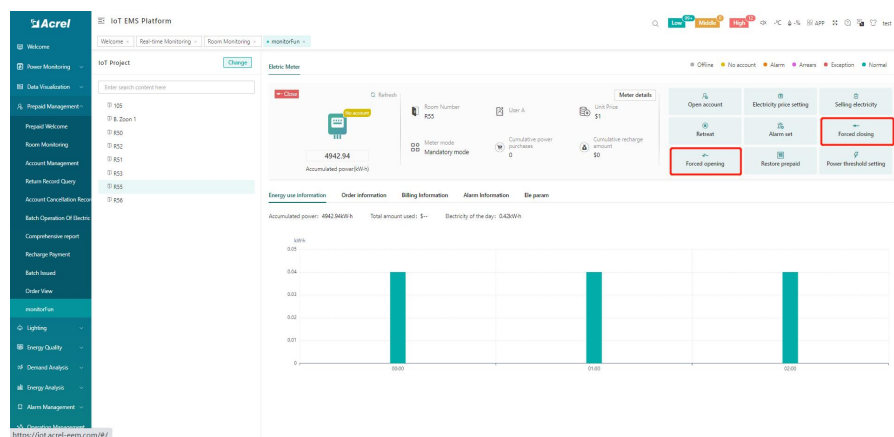 Acrel
IoT EMS Platform
Low 99+ Middle High APP test
Welcome Real-time Monitoring Room Monitoring monitorFun
Welcome
Power Monitoring
Data Visualization
Prepaid Management
Prepaid Welcome
Room Monitoring
Account Management
Return Record Query
Account Cancellation Recor
Batch Operation Of Electric
Comprehensive report
Recharge Payment
Batch Issued
Order View
monitorFun
Lighting
Energy Quality
Demand Analysis
Energy Analysis
Alarm Management
Operation Management
https://iot.acrel-eem.com/#/
IoT Project Change
Enter search content here
105
B. Zoon 1
R50
R52
R51
R53
R55
R56
Eletric Meter
Offline No account Alarm Arrears Exception Normal
Close Refresh Meter details
No account
4942.94
Accumulated power(kW·h)
Room Number
R55
User A
Unit Price
$1
Meter mode
Mandatory mode
Cumulative power purchases
0
Cumulative recharge amount
$0
Open account Electricity price setting Selling electricity
Retreat Alarm set Forced closing
Forced opening Restore prepaid Power threshold setting
Energy use information Order information Billing Information Alarm Information Ele param
Accumulated power: 4942.94kW·h Total amount used: $-- Electricity of the day: 0.42kW·h
kW·h
0.05
0.04
0.03
0.02
0.01
0
00:00 01:00 02:00